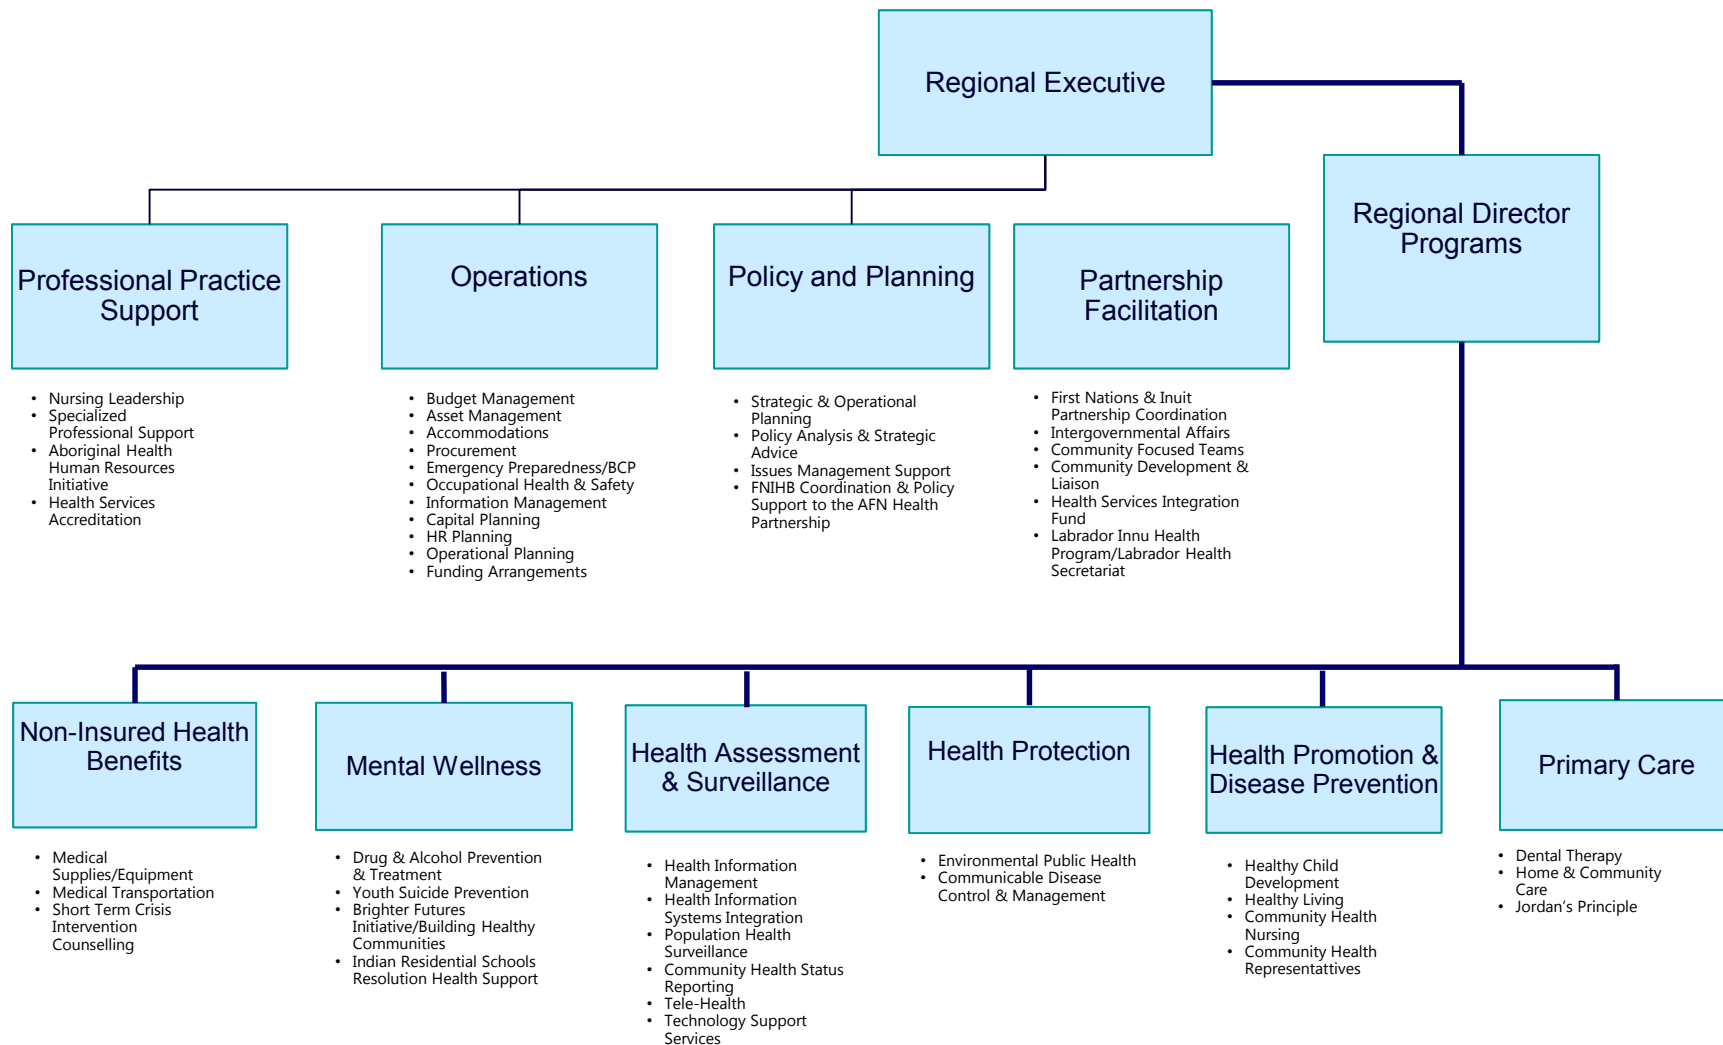 Regional Executive
Regional Director
Programs
Professional Practice
Support
Operations
Policy and Planning
Partnership
Facilitation
• Nursing Leadership
• Specialized
Professional Support
• Aboriginal Health
Human Resources
Initiative
• Health Services
Accreditation
• Budget Management
• Asset Management
• Accommodations
• Procurement
• Emergency Preparedness/BCP
• Occupational Health & Safety
• Information Management
• Capital Planning
• HR Planning
• Operational Planning
• Funding Arrangements
• Strategic & Operational
Planning
• Policy Analysis & Strategic
Advice
• Issues Management Support
• FNIHB Coordination & Policy
Support to the AFN Health
Partnership
• First Nations & Inuit
Partnership Coordination
• Intergovernmental Affairs
• Community Focused Teams
• Community Development &
Liaison
• Health Services Integration
Fund
• Labrador Innu Health
Program/Labrador Health
Secretariat
Non-Insured Health
Benefits
Mental Wellness
Health Assessment
& Surveillance
Health Protection
Health Promotion &
Disease Prevention
Primary Care
• Medical
Supplies/Equipment
• Medical Transportation
• Short Term Crisis
Intervention
Counselling
• Drug & Alcohol Prevention
& Treatment
• Youth Suicide Prevention
• Brighter Futures
Initiative/Building Healthy
Communities
• Indian Residential Schools
Resolution Health Support
• Health Information
Management
• Health Information
Systems Integration
• Population Health
Surveillance
• Community Health Status
Reporting
• Tele-Health
• Technology Support
Services
• Environmental Public Health
• Communicable Disease
Control & Management
• Healthy Child
Development
• Healthy Living
• Community Health
Nursing
• Community Health
Representattives
• Dental Therapy
• Home & Community
Care
• Jordan’s Principle